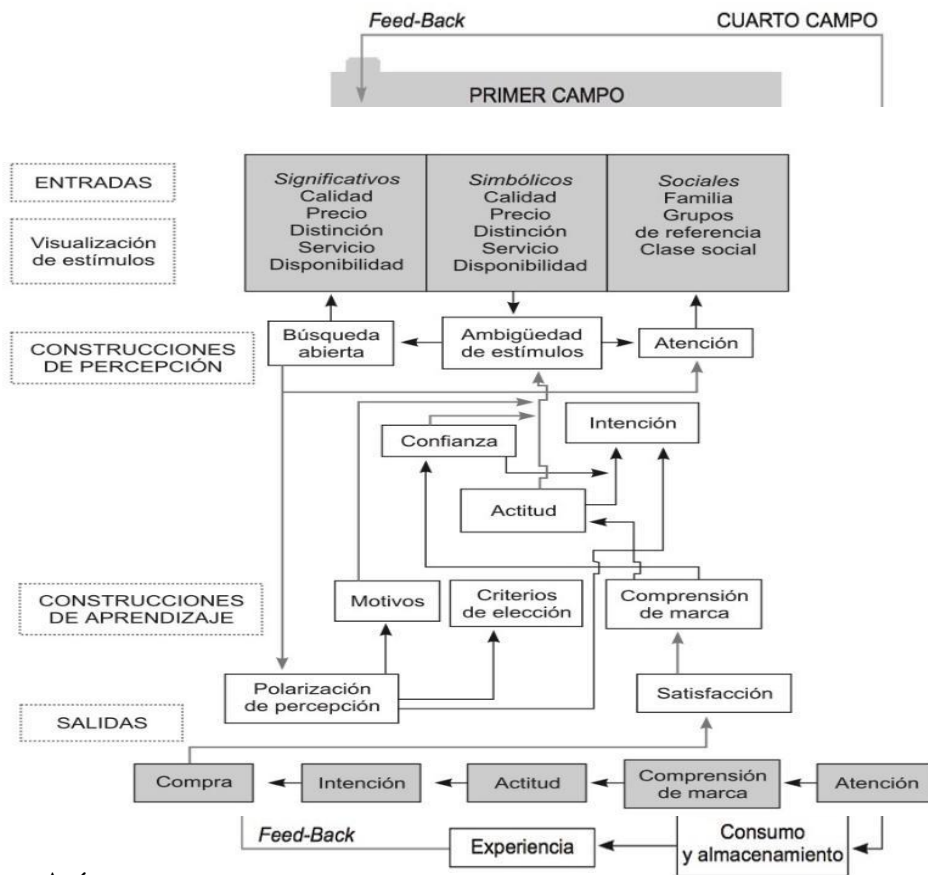 Feed-Back
CUARTO CAMPO
PRIMER CAMPO
ENTRADAS
Visualización
de estímulos
Significativos
Calidad
Precio
Distinción
Servicio
Disponibilidad
Simbólicos
Calidad
Precio
Distinción
Servicio
Disponibilidad
Sociales
Familia
Grupos
de referencia
Clase social
CONSTRUCCIONES
DE PERCEPCIÓN
Búsqueda
abierta
Ambigüedad
de estímulos
Atención
Confianza
Intención
Actitud
CONSTRUCCIONES
DE APRENDIZAJE
Motivos
Criterios
de elección
Comprensión
de marca
Polarización
de percepción
Satisfacción
SALIDAS
Compra
Intención
Actitud
Comprensión
de marca
Atención
Feed-Back
Experiencia
Consumo
y almacenamiento